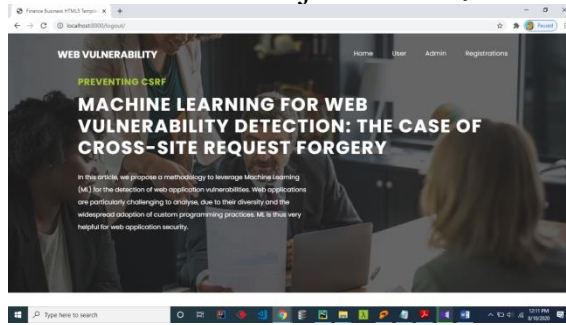 Finance Business HTML5 Templat
localhost:8000/logout/
Paused
WEB VULNERABILITY
Home User Admin Registrations
PREVENTING CSRF
MACHINE LEARNING FOR WEB
VULNERABILITY DETECTION: THE CASE OF
CROSS-SITE REQUEST FORGERY
In this article, we propose a methodology to leverage Machine Learning
(ML) for the detection of web application vulnerabilities. Web applications
are particularly challenging to analyse, due to their diversity and the
widespread adoption of custom programming practices. ML is thus very
helpful for web application security.
Type here to search
12:11 PM